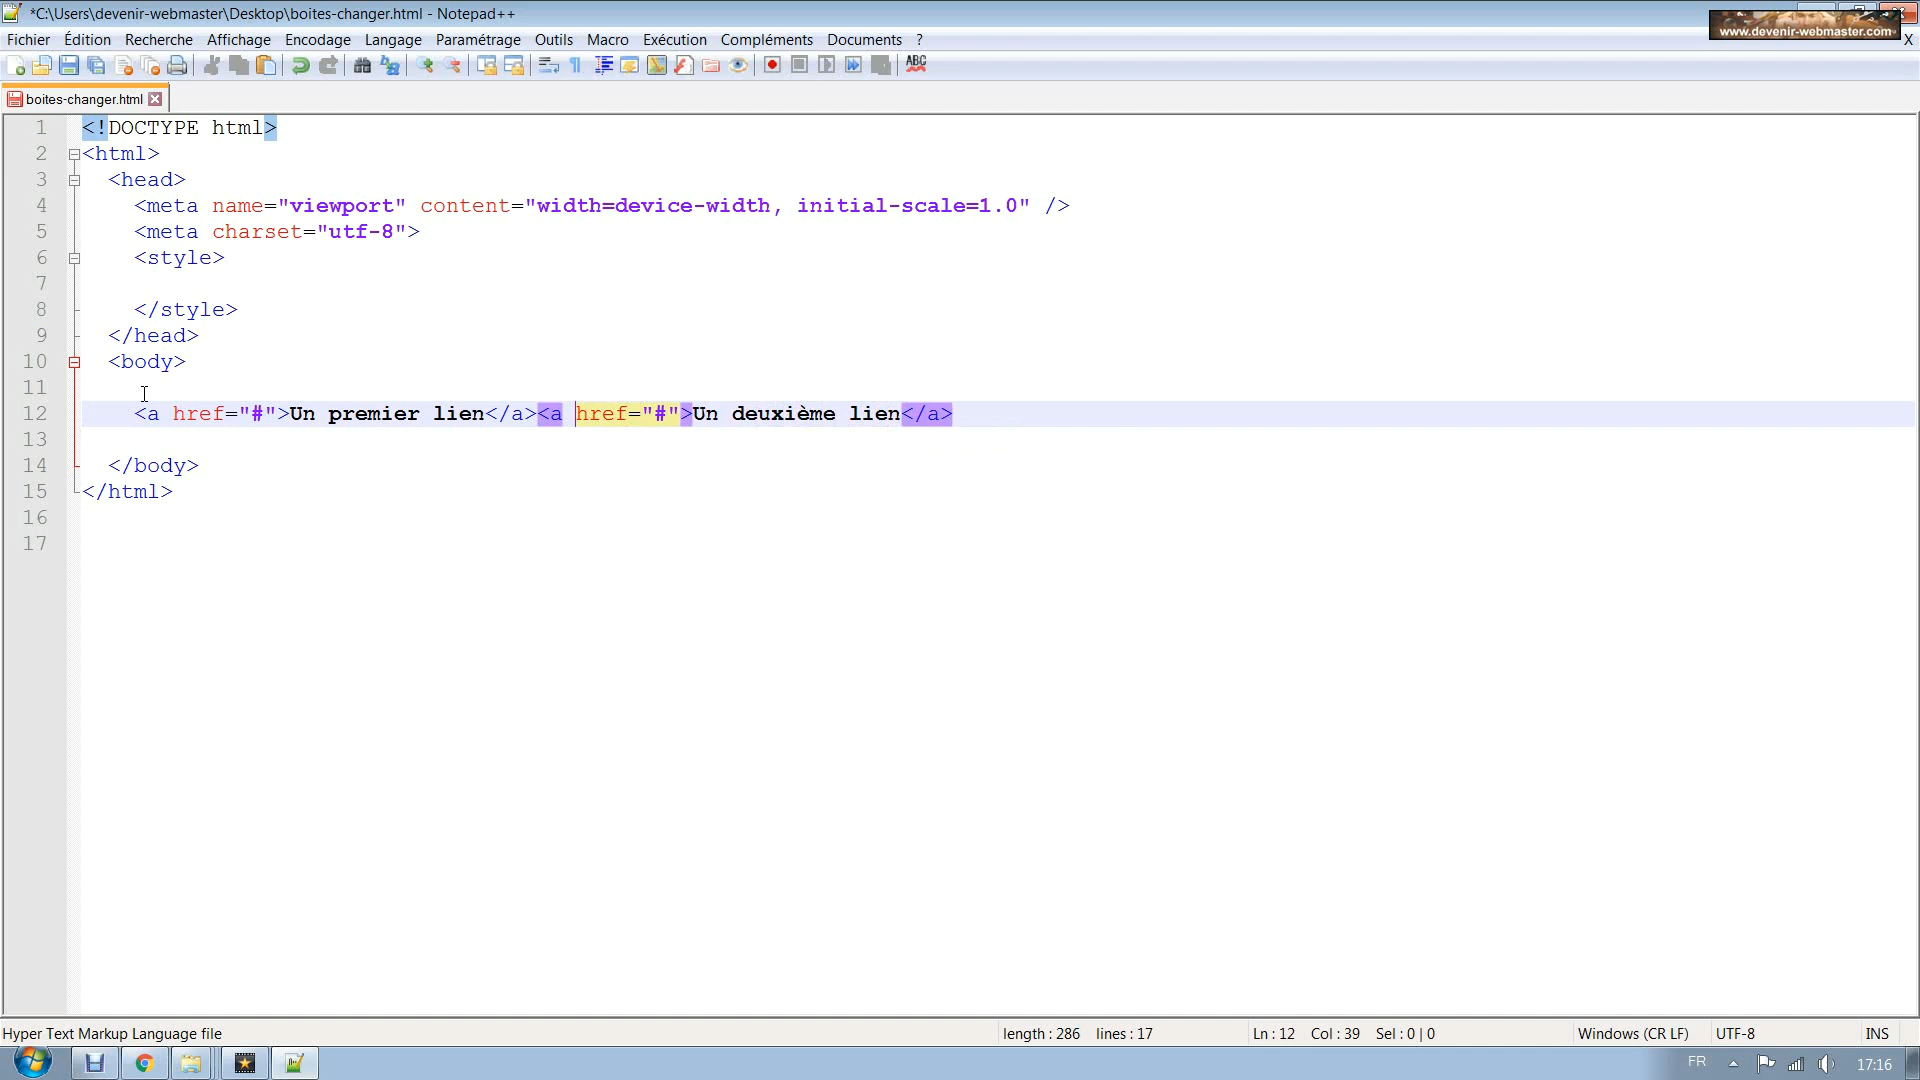 *C:\Users\devenir-webmaster\Desktop\boites-changer.html - Notepad++
www.devenir-webmaster.com
Fichier Édition Recherche Affichage Encodage Langage Paramétrage Outils Macro Exécution Compléments Documents ? X
ABC
boites-changer.html
1 <!DOCTYPE html>
2 <html>
3 <head>
4 <meta name="viewport" content="width=device-width, initial-scale=1.0" />
5 <meta charset="utf-8">
6 <style>
7
8 </style>
9 </head>
10 <body>
11
12 <a href="#">Un premier lien</a><a href="#">Un deuxième lien</a>
13
14 </body>
15 </html>
16
17
Hyper Text Markup Language file length : 286 lines : 17 Ln : 12 Col : 39 Sel : 0 | 0 Windows (CR LF) UTF-8 INS
FR 17:16